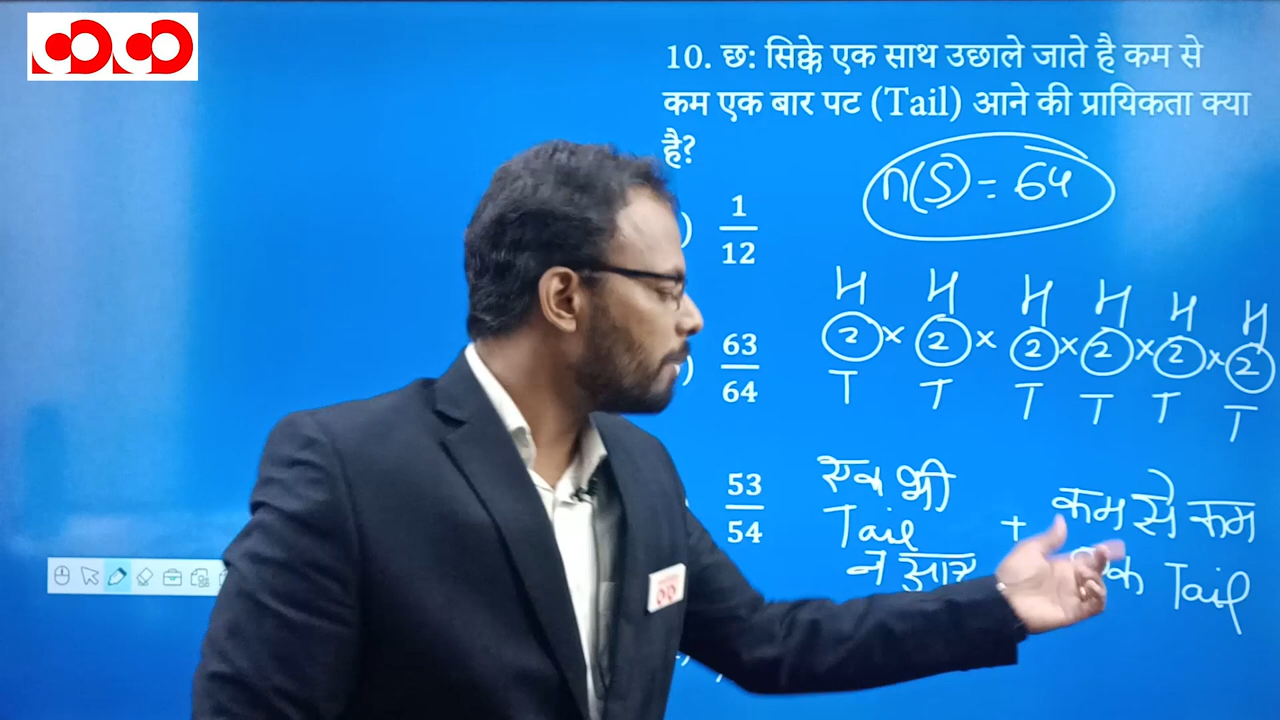 10. छ: सिक्के एक साथ उछाले जाते है कम से
कम एक बार पट (Tail) आने की प्रायिकता क्या
है?
n(S) = 64
) 1/12
H H H H H H
2 × 2 × 2 × 2 × 2 × 2
T T T T T T
) 63/64
53/54
एक भी
Tail
न आए
+
कम से कम
एक Tail